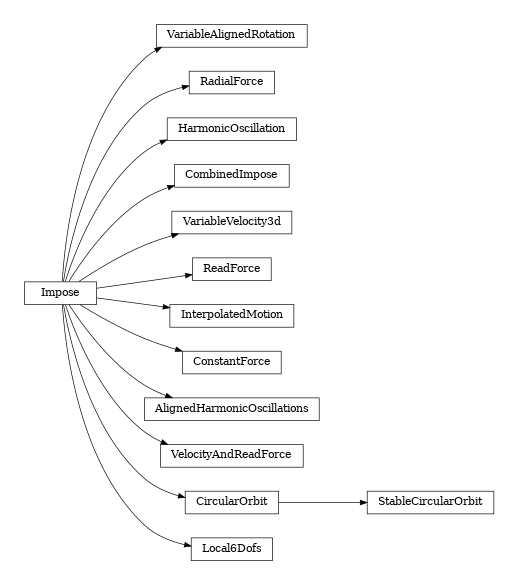 VariableAlignedRotation
RadialForce
HarmonicOscillation
CombinedImpose
VariableVelocity3d
ReadForce
Impose
InterpolatedMotion
ConstantForce
AlignedHarmonicOscillations
VelocityAndReadForce
CircularOrbit
StableCircularOrbit
Local6Dofs